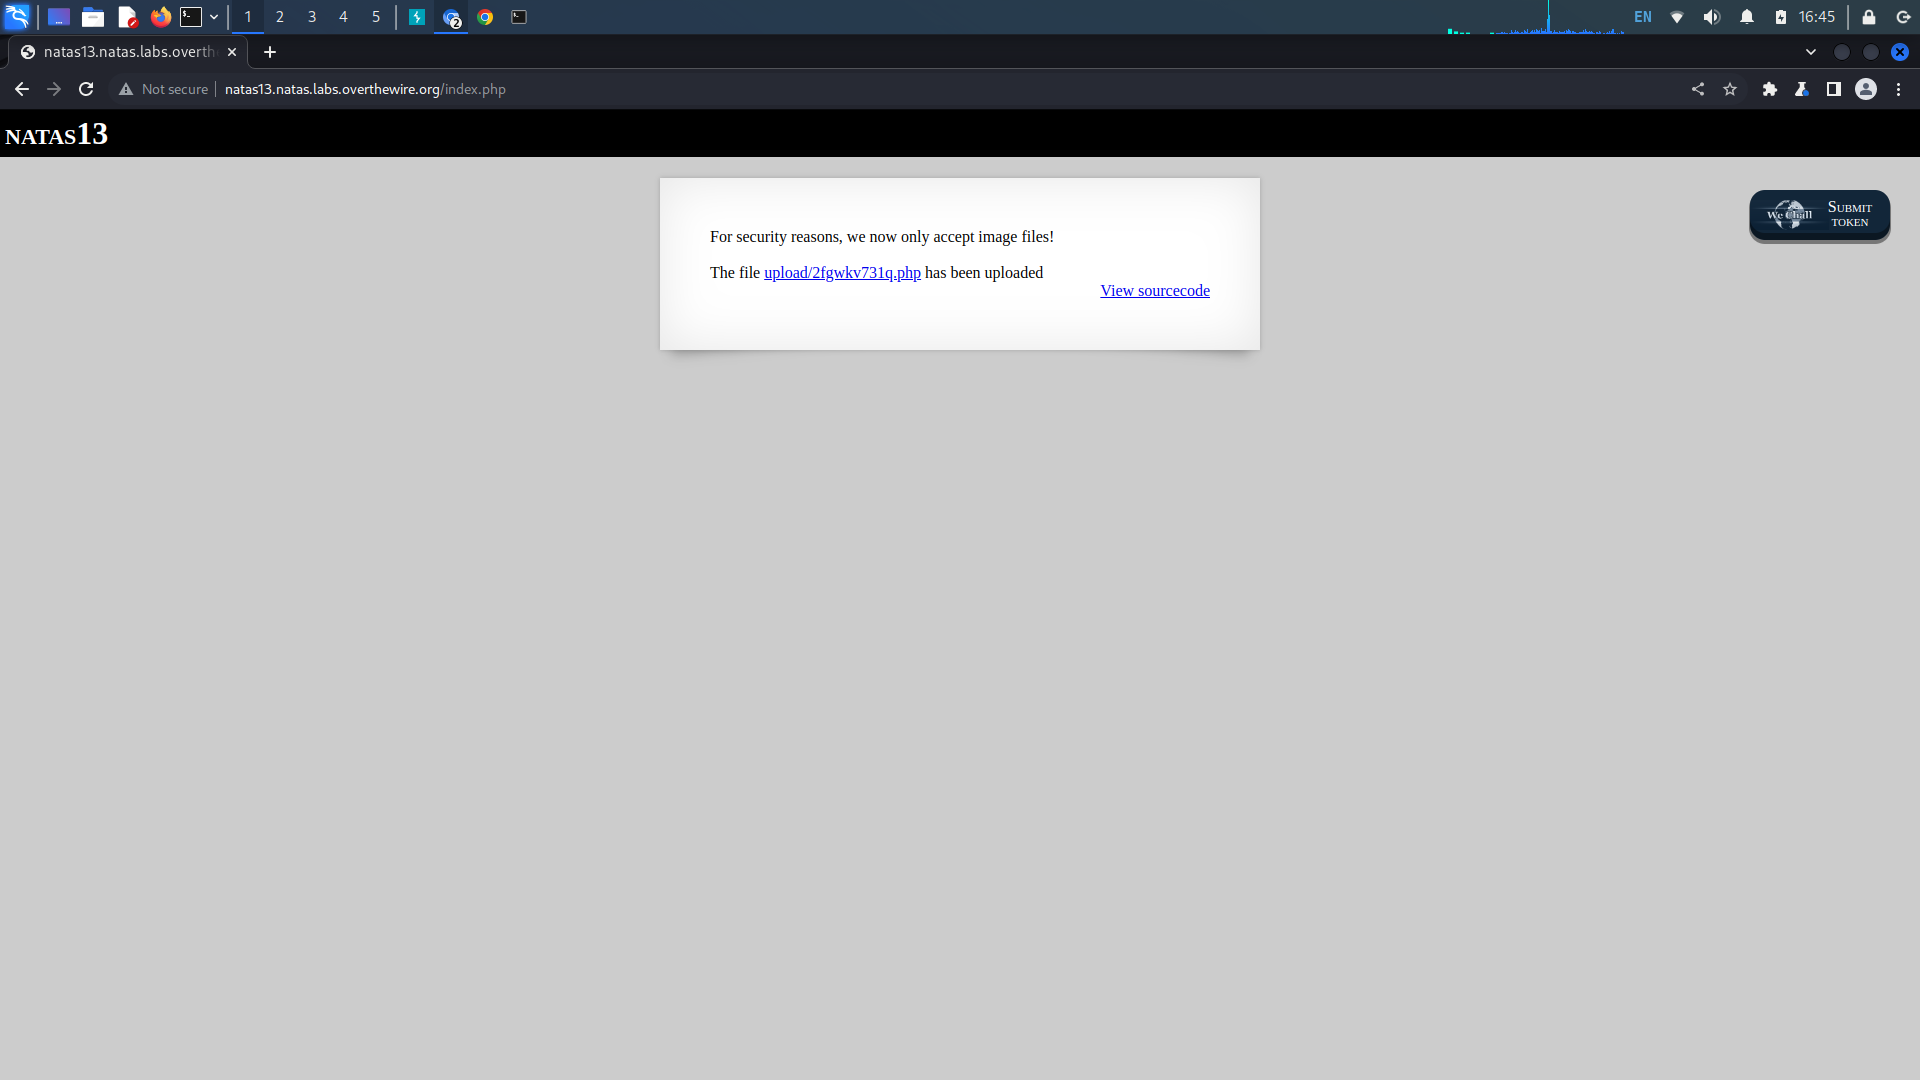 1 2 3 4 5 2 EN 16:45
natas13.natas.labs.overth
Not secure natas13.natas.labs.overthewire.org/index.php
NATAS13
We Chall SUBMIT
TOKEN
For security reasons, we now only accept image files!
The file upload/2fgwkv731q.php has been uploaded
View sourcecode